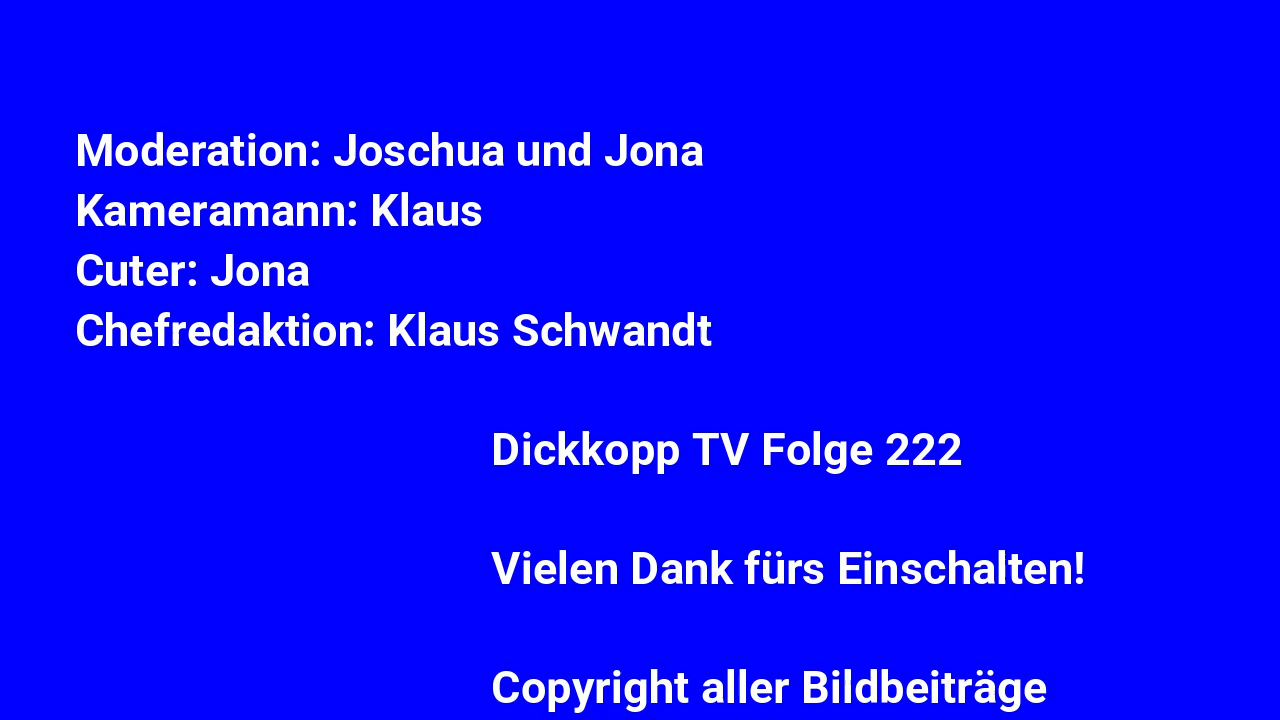 Moderation: Joschua und Jona
Kameramann: Klaus
Cuter: Jona
Chefredaktion: Klaus Schwandt
Dickkopp TV Folge 222
Vielen Dank fürs Einschalten!
Copyright aller Bildbeiträge